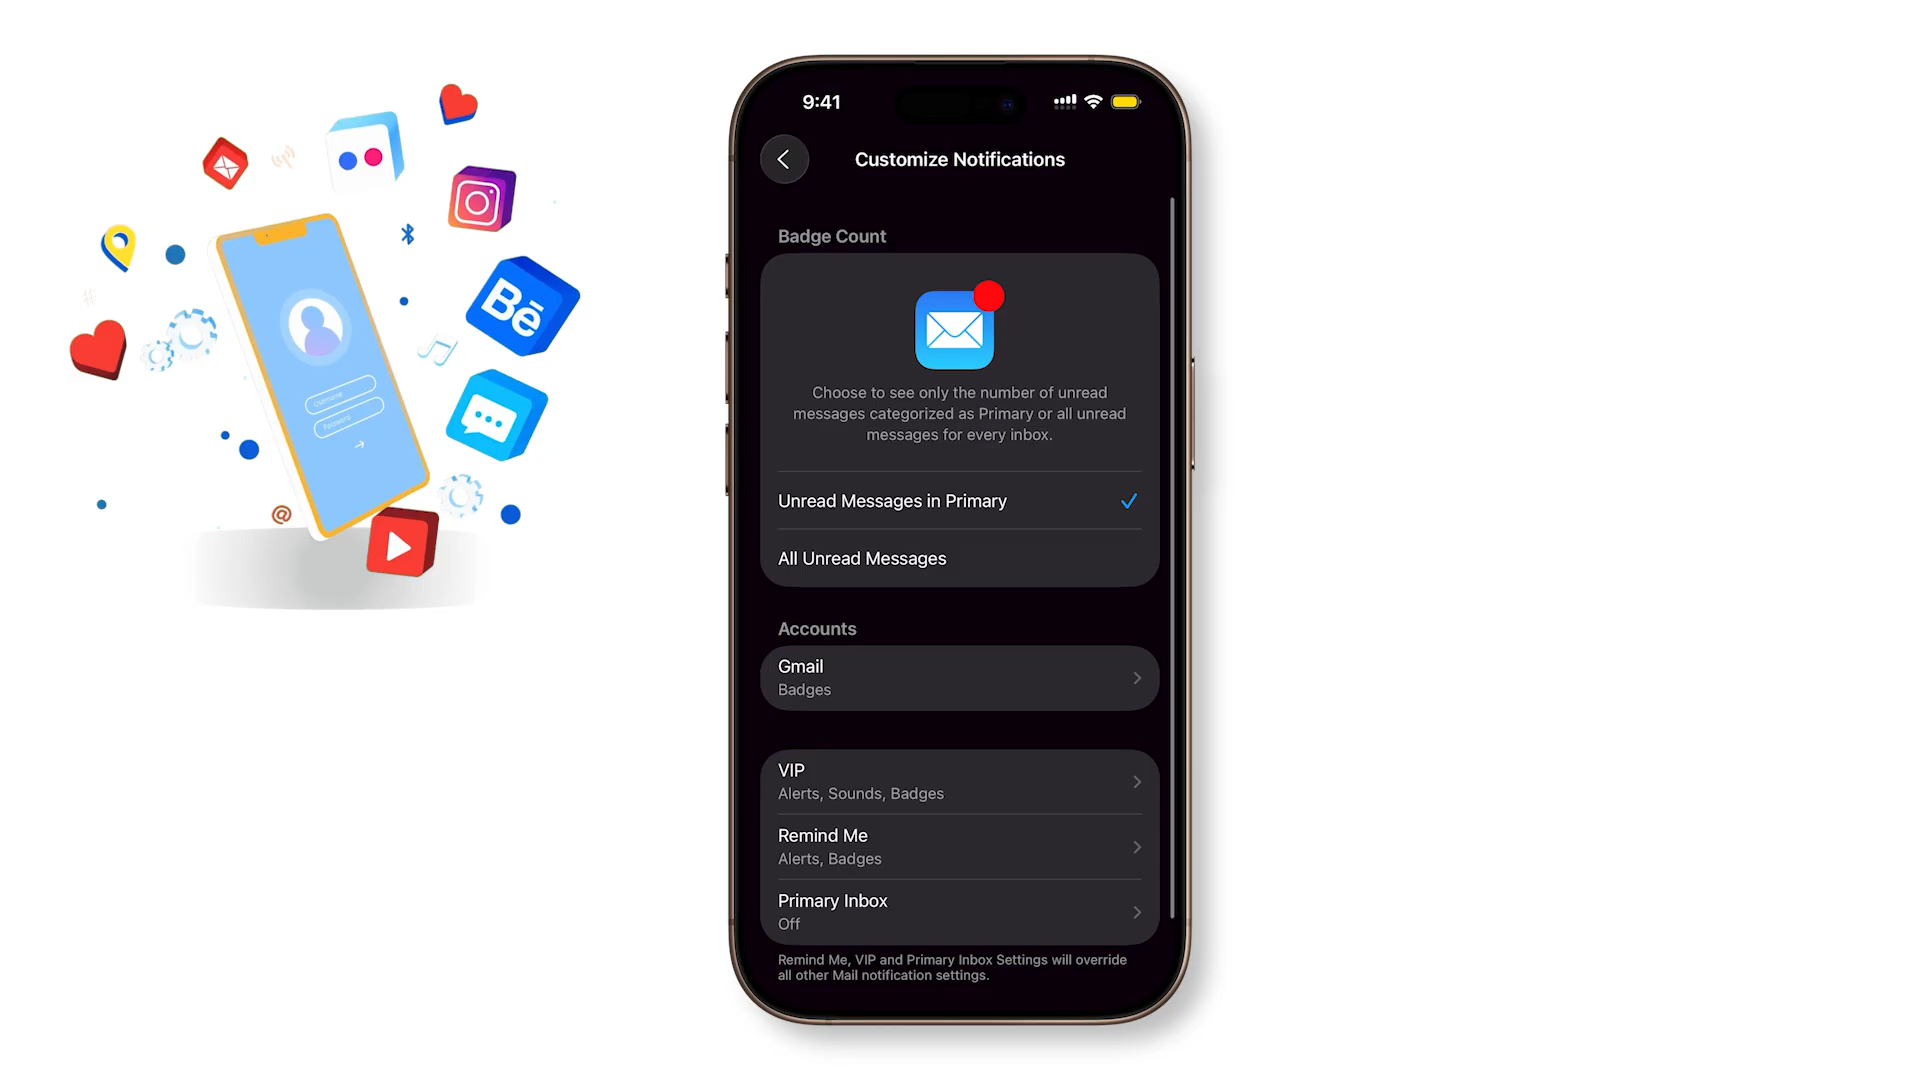 9:41
Customize Notifications
Badge Count
Choose to see only the number of unread
messages categorized as Primary or all unread
messages for every inbox.
Unread Messages in Primary
All Unread Messages
Accounts
Gmail
Badges
VIP
Alerts, Sounds, Badges
Remind Me
Alerts, Badges
Primary Inbox
Off
Remind Me, VIP and Primary Inbox Settings will override
all other Mail notification settings.
Bē
Username
Password
@
#